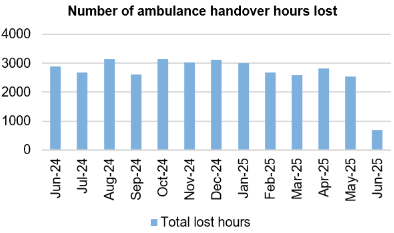 Number of ambulance handover hours lost
4000
3000
2000
1000
0
Jun-24
Jul-24
Aug-24
Sep-24
Oct-24
Nov-24
Dec-24
Jan-25
Feb-25
Mar-25
Apr-25
May-25
Jun-25
Total lost hours